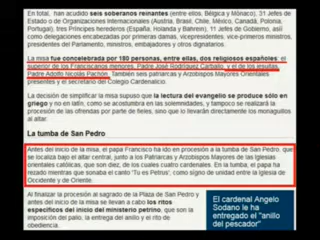 En total, han acudido seis soberanos reinantes (entre ellos, Bélgica y Mónaco), 31 Jefes de
Estado o de Organizaciones Internacionales (Austria, Brasil, Chile, México, Canadá, Polonia,
Portugal), tres Príncipes herederos (España, Holanda y Bahrein), 11 Jefes de Gobierno, así
como delegaciones encabezadas por primeras damas, vicepresidentes, vice-primeros ministros,
presidentes del Parlamento, ministros, embajadores y otros dignatarios.
La misa fue concelebrada por 180 personas, entre ellas, dos religiosos españoles: el
superior de los Franciscanos menores, Padre José Rodríguez Carballo, y el de los jesuitas,
Padre Adolfo Nicolás Pachón. También seis patriarcas y Arzobispos Mayores Orientales
presentes y el secretario del Colegio Cardenalicio.
La decisión de simplificar la misa supuso que la lectura del evangelio se produce sólo en
griego y no en latín, como se acostumbra en las solemnidades, y tampoco se realizará la
procesión de las ofrendas por parte de fieles, sino que lo llevarán directamente los monaguillos
al altar.
La tumba de San Pedro
Antes del inicio de la misa, el papa Francisco ha ido en procesión a la tumba de San Pedro, que
se localiza bajo el altar central, junto a los Patriarcas y Arzobispos Mayores de las Iglesias
orientales católicas, que son diez, de los cuales cuatro cardenales. En la tumba, el papa ha
rezado mientras que sonaba el canto 'Tu es Petrus', como signo de unidad entre la Iglesia de
Occidente y de Oriente.
Al finalizar la procesión al sagrado de la Plaza de San Pedro y
antes del inicio de la misa se llevan a cabo los ritos
específicos del inicio del ministerio petrino, que son la
imposición del palio, la entrega del anillo y el rito de
obediencia.
El cardenal Angelo
Sodano le ha
entregado el "anillo
del pescador"